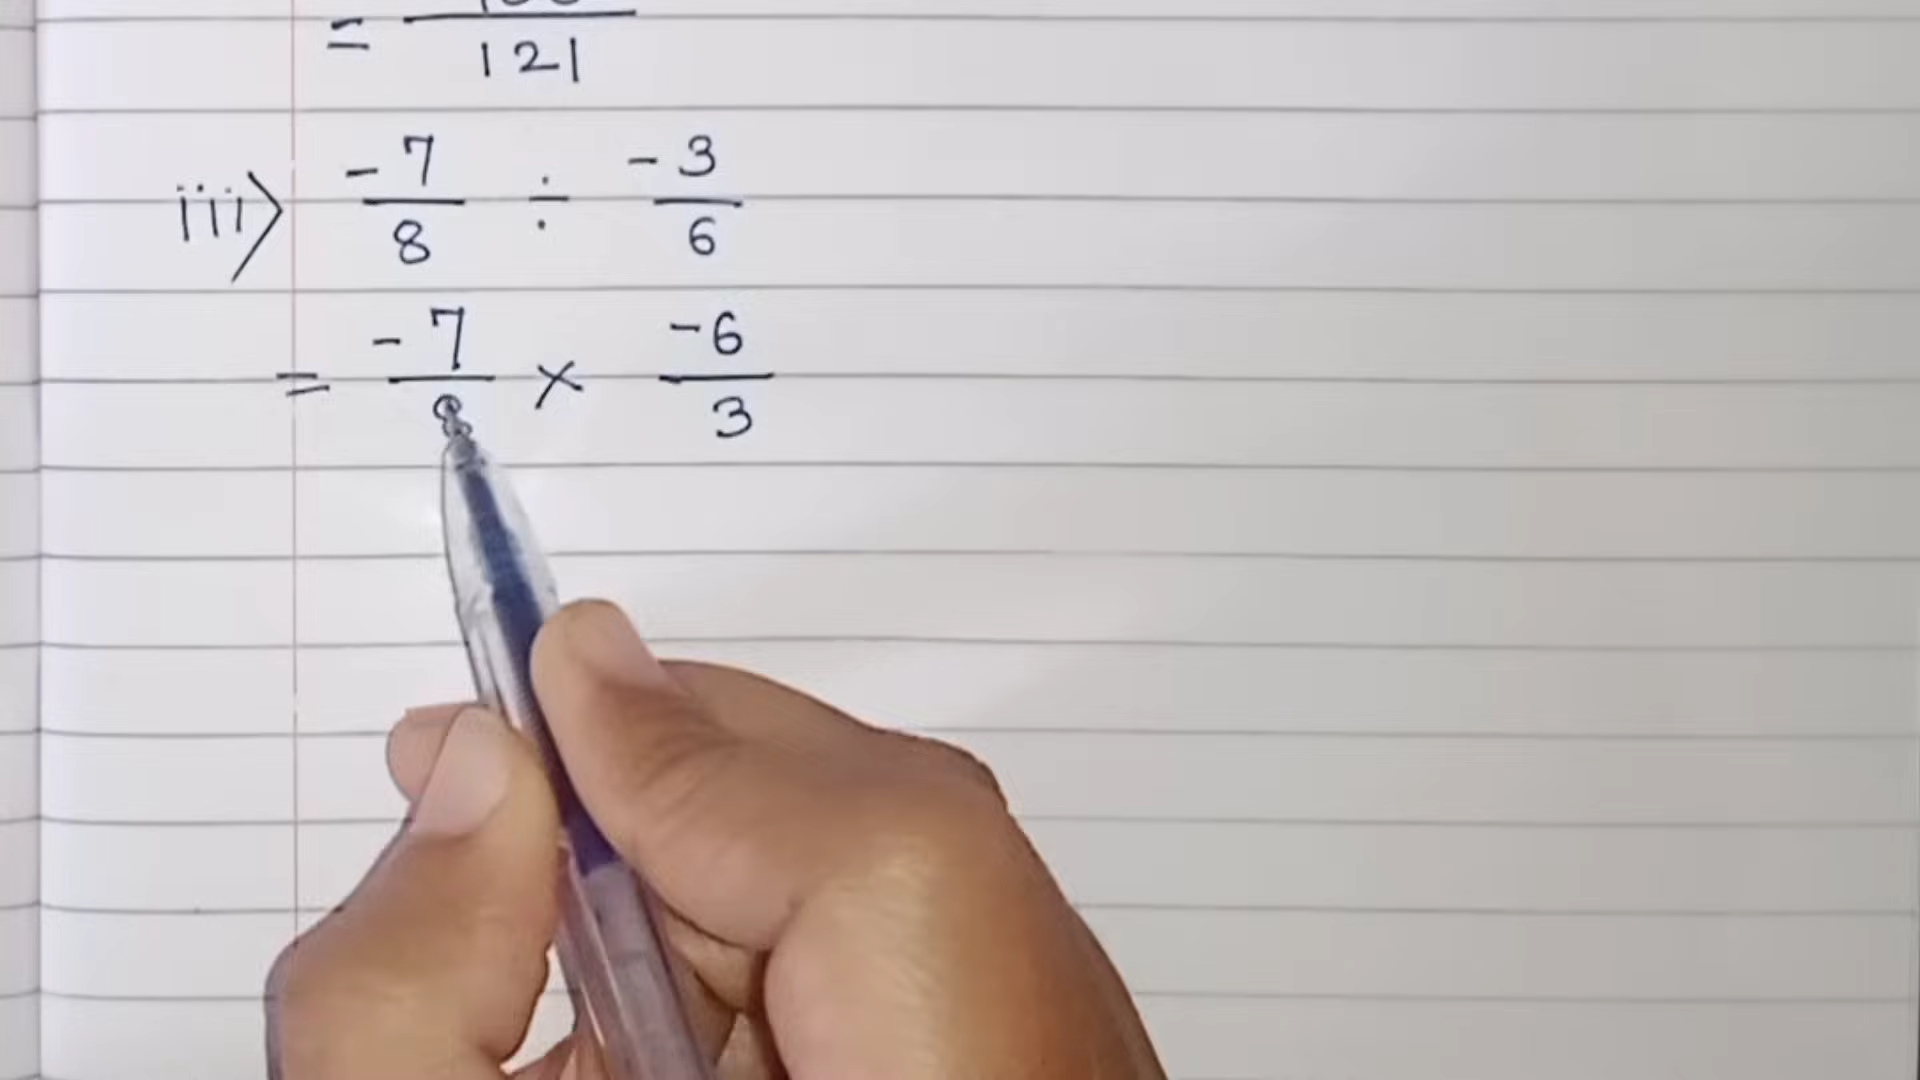 = /121
iii) -7/8 ÷ -3/6
= -7/8 × -6/3